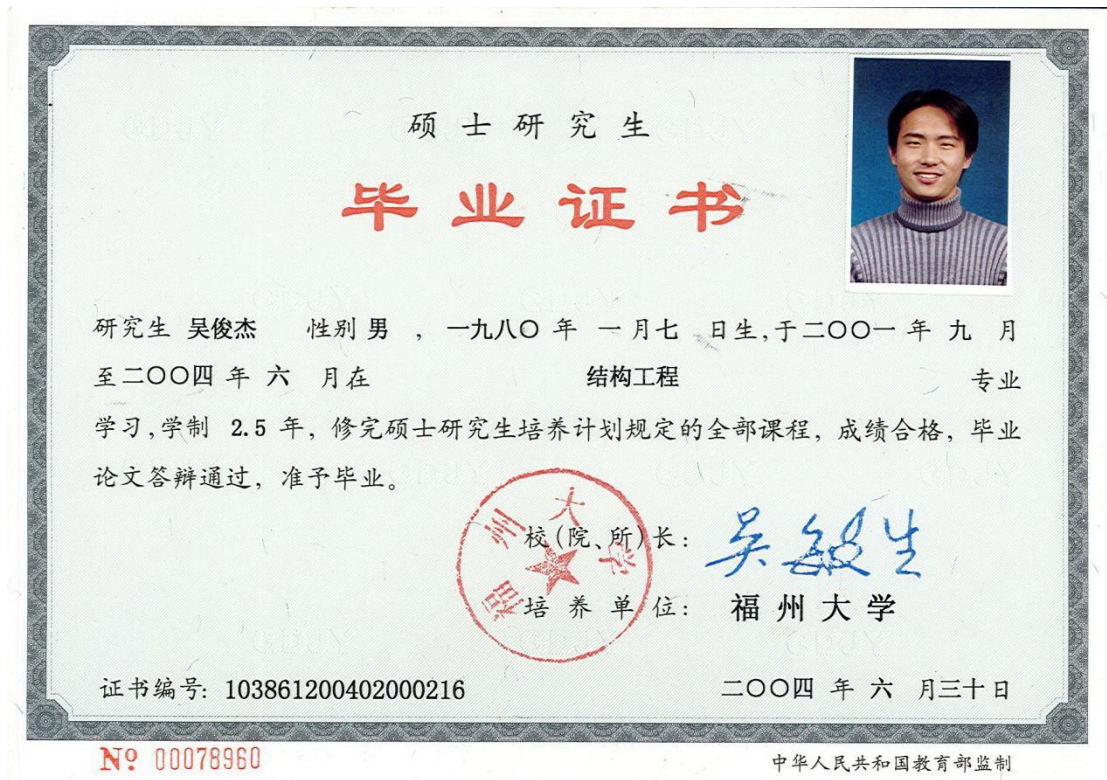 硕士研究生
毕业证书
研究生 吴俊杰 性别 男 , 一九八〇 年 一 月 七 日生,于二〇〇一 年 九 月
至二〇〇四 年 六 月在 结构工程 专业
学习,学制 2.5 年, 修完硕士研究生培养计划规定的全部课程, 成绩合格, 毕业
论文答辩通过, 准予毕业。
福州大学
校(院、所)长: 吴敏生
培养单位: 福州大学
证书编号: 103861200402000216
二〇〇四 年 六 月三十日
№ 00078960
中华人民共和国教育部监制